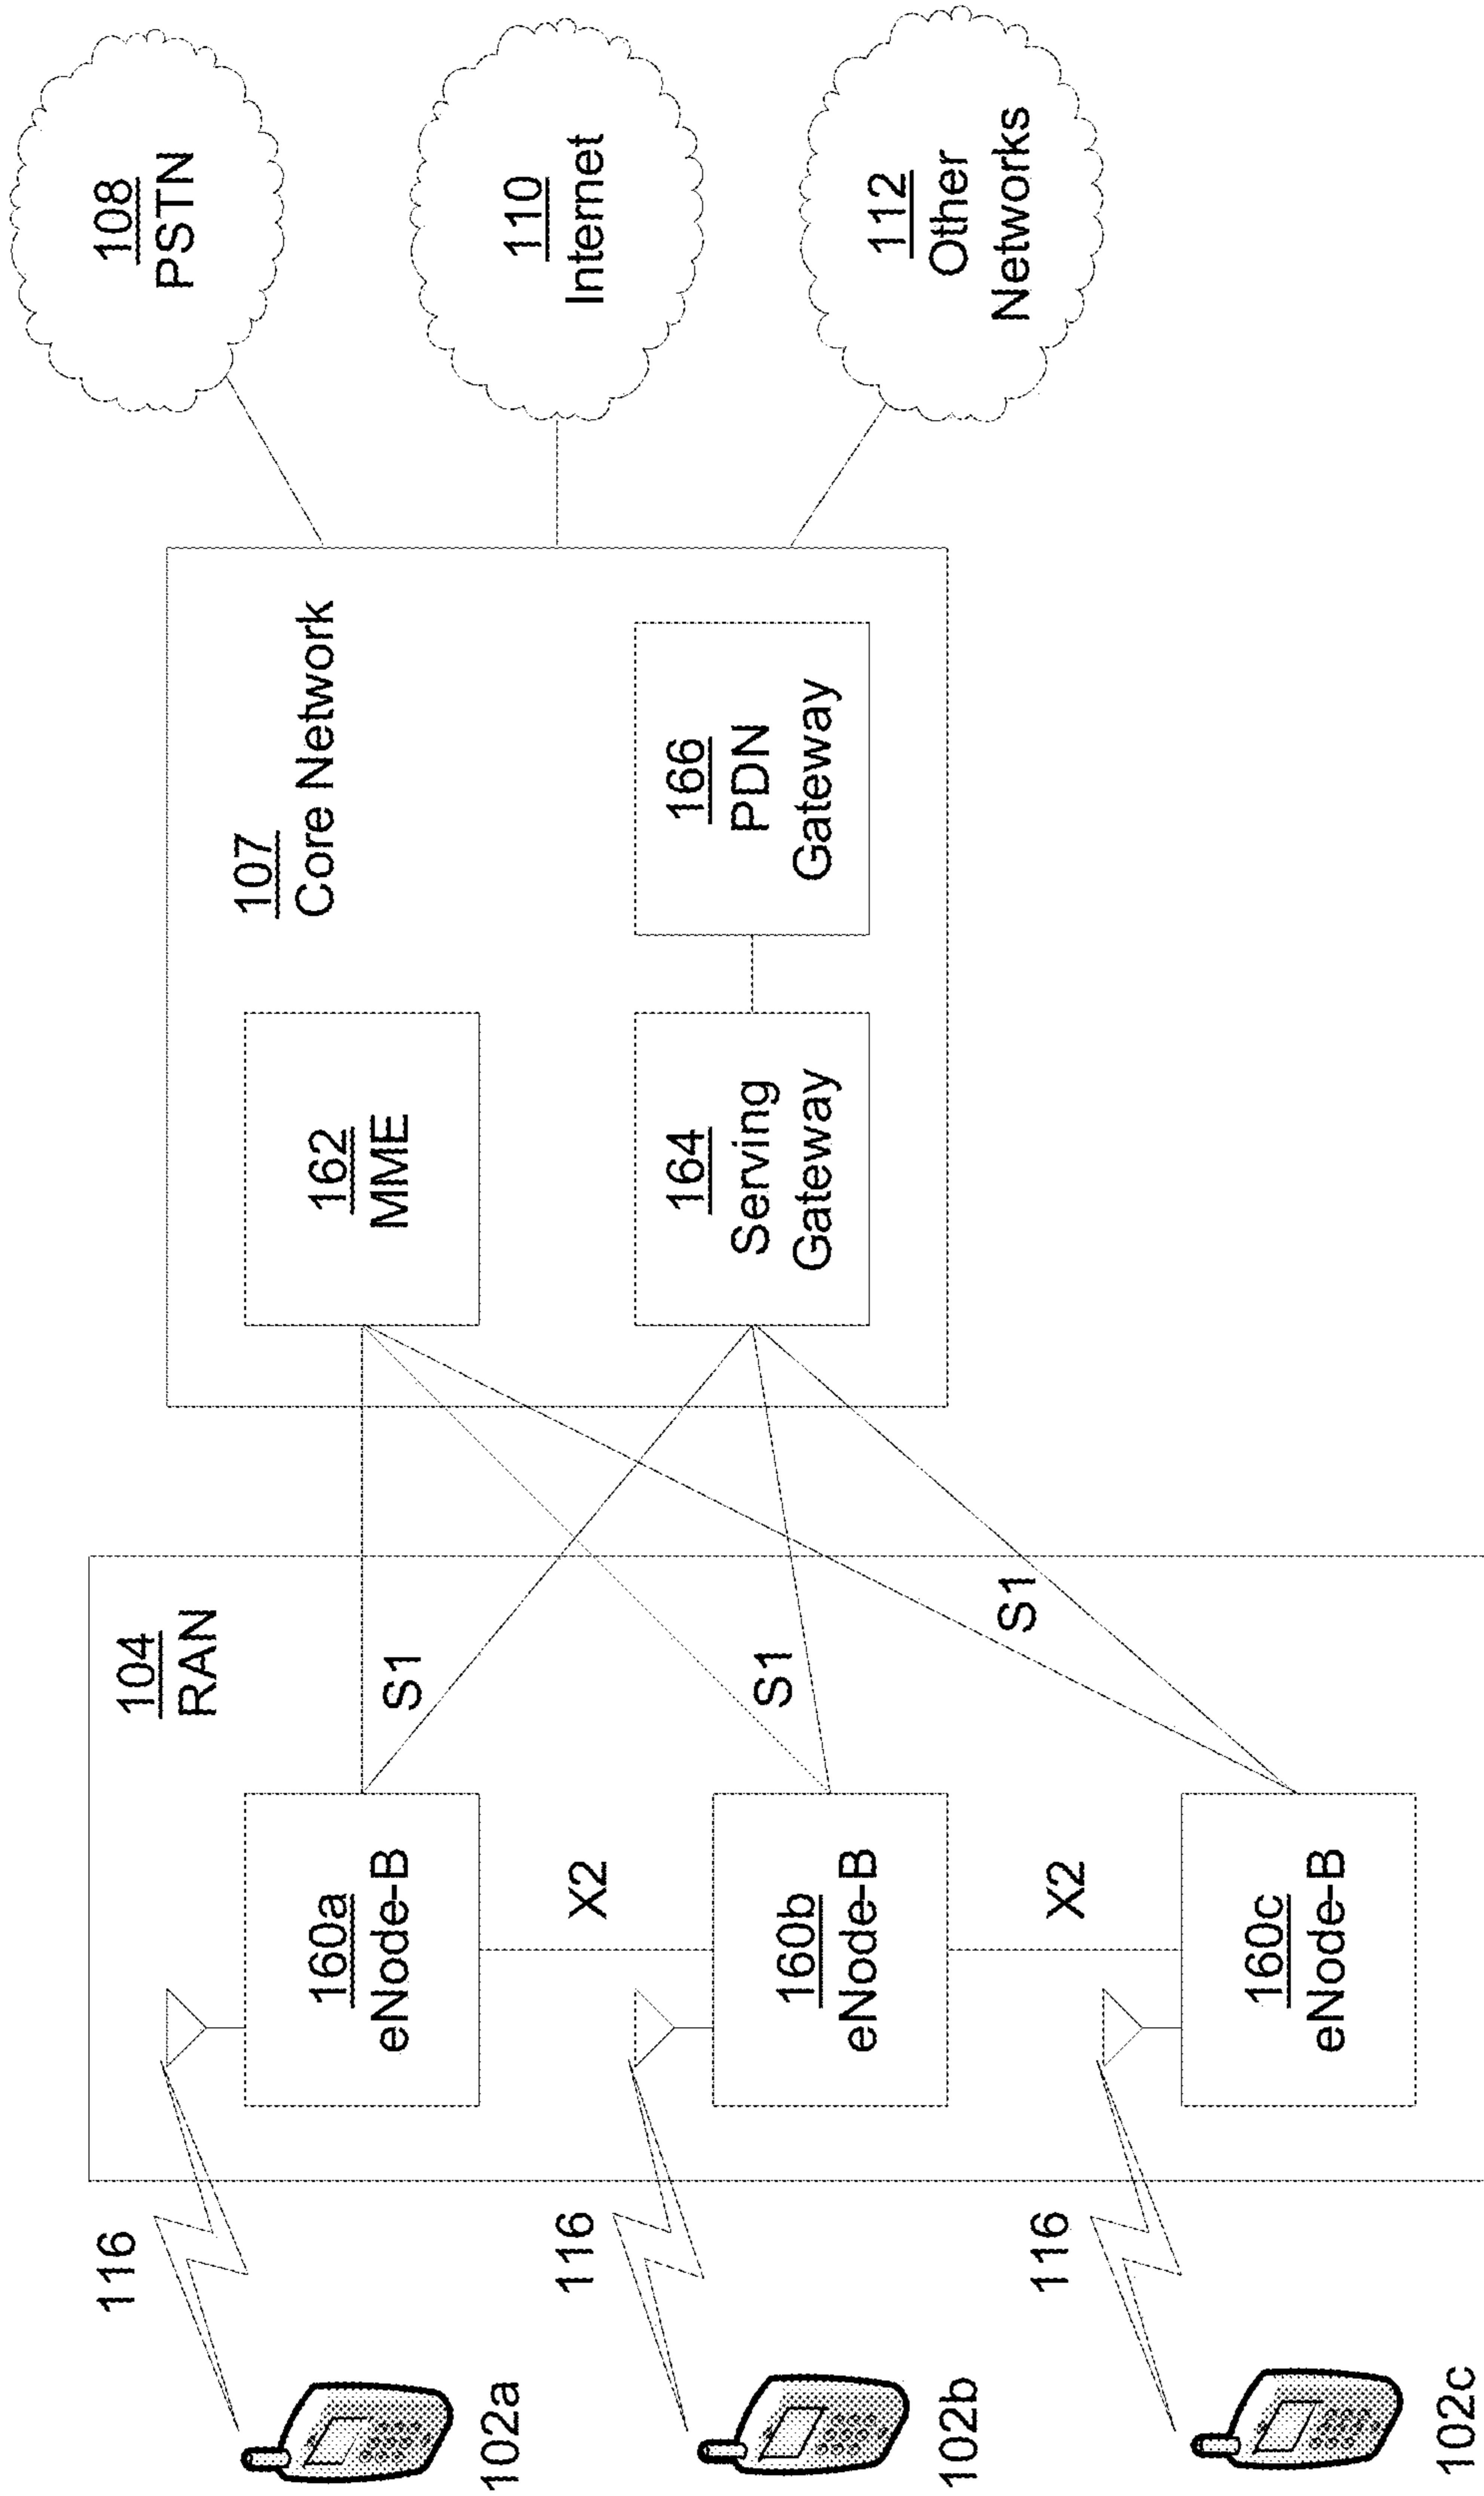 116
102a
104
RAN
160a
eNode-B
S1
X2
116
102b
160b
eNode-B
S1
X2
116
102c
160c
eNode-B
S1
107
Core Network
162
MME
164
Serving
Gateway
166
PDN
Gateway
108
PSTN
110
Internet
112
Other
Networks